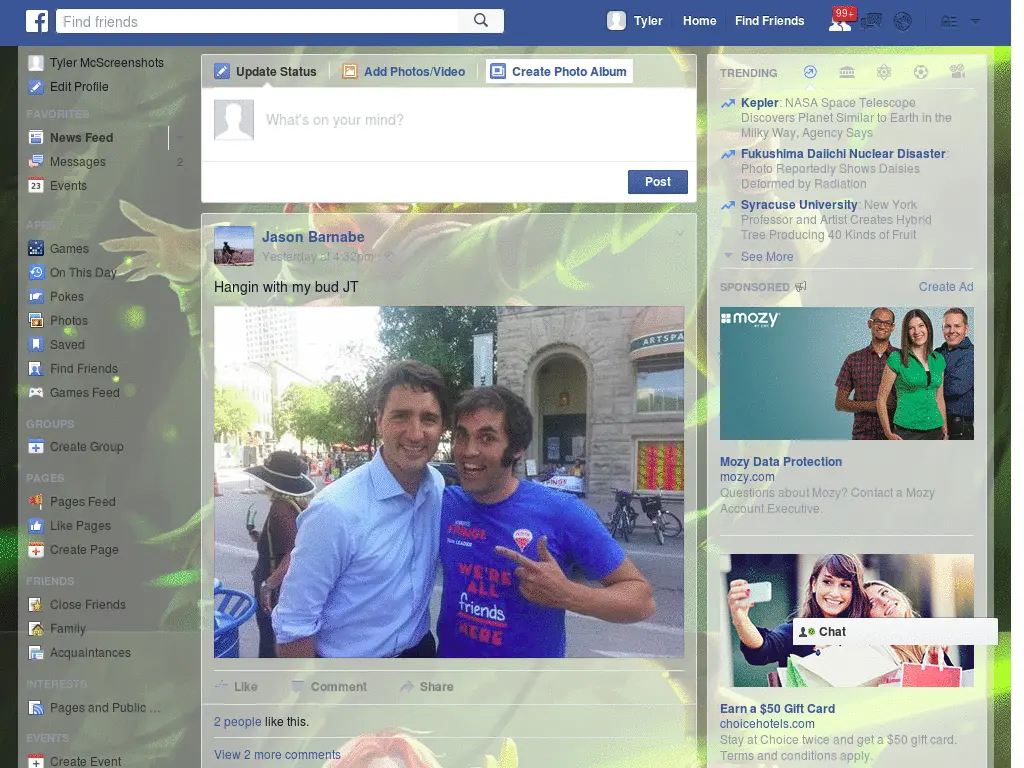 Find friends
Tyler Home Find Friends 99+
Tyler McScreenshots
Edit Profile
FAVORITES
News Feed
Messages 2
23 Events
APPS
Games
On This Day
Pokes
Photos
Saved
Find Friends
Games Feed
GROUPS
Create Group
PAGES
Pages Feed
Like Pages
Create Page
FRIENDS
Close Friends
Family
Acquaintances
INTERESTS
Pages and Public ...
EVENTS
Create Event
Update Status Add Photos/Video Create Photo Album
What's on your mind?
Post
Jason Barnabe
Yesterday at 4:32pm
Hangin with my bud JT
ARTSPA
FRINGE
WE'RE
ALL
friends
HERE
Like Comment Share
2 people like this.
View 2 more comments
TRENDING
Kepler: NASA Space Telescope
Discovers Planet Similar to Earth in the
Milky Way, Agency Says
Fukushima Daiichi Nuclear Disaster:
Photo Reportedly Shows Daisies
Deformed by Radiation
Syracuse University: New York
Professor and Artist Creates Hybrid
Tree Producing 40 Kinds of Fruit
See More
SPONSORED Create Ad
mozy
Mozy Data Protection
mozy.com
Questions about Mozy? Contact a Mozy
Account Executive.
Chat
Earn a $50 Gift Card
choicehotels.com
Stay at Choice twice and get a $50 gift card.
Terms and conditions apply.